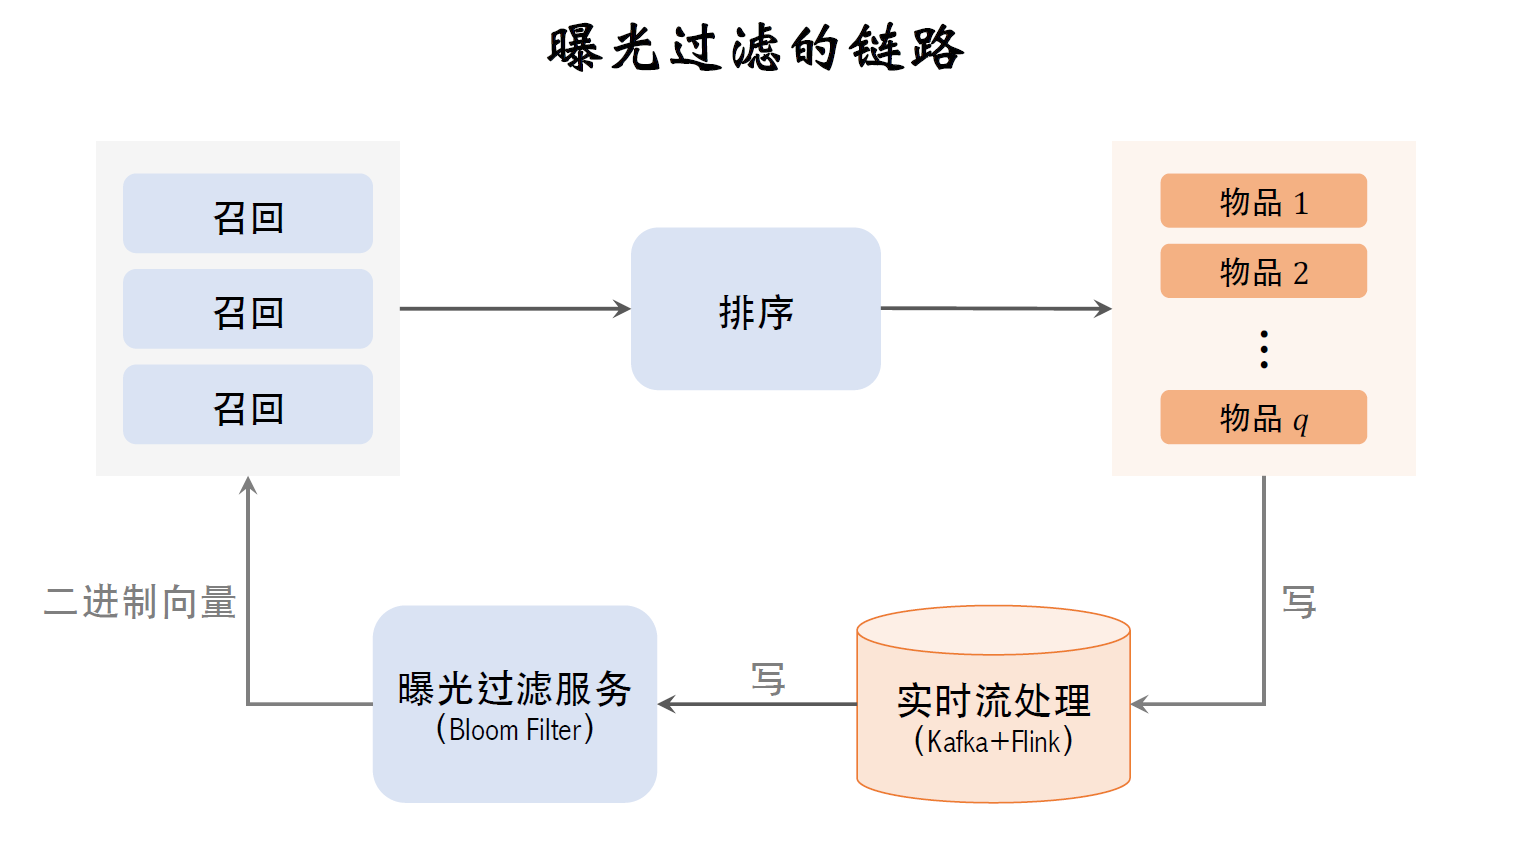 曝光过滤的链路
召回
召回
召回
排序
物品 1
物品 2
⋮
物品 q
二进制向量
曝光过滤服务
（Bloom Filter）
写
实时流处理
（Kafka+Flink）
写